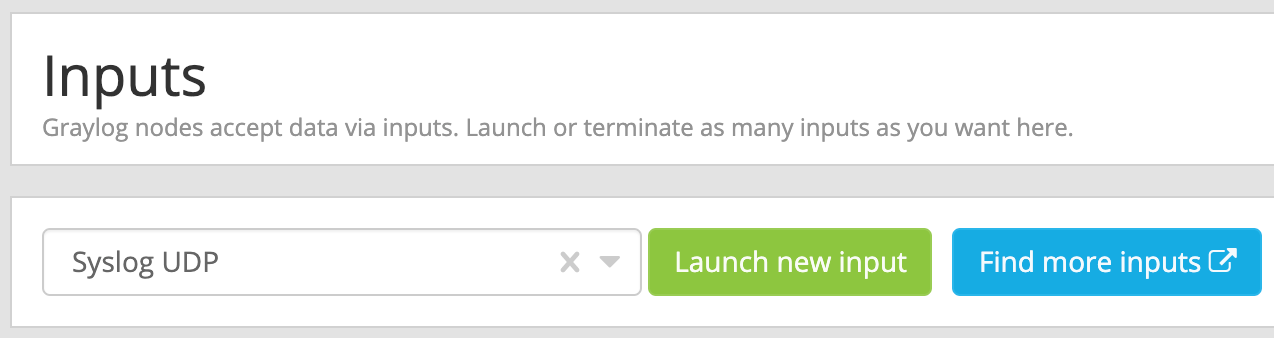 Inputs
Graylog nodes accept data via inputs. Launch or terminate as many inputs as you want here.
Syslog UDP
Launch new input
Find more inputs